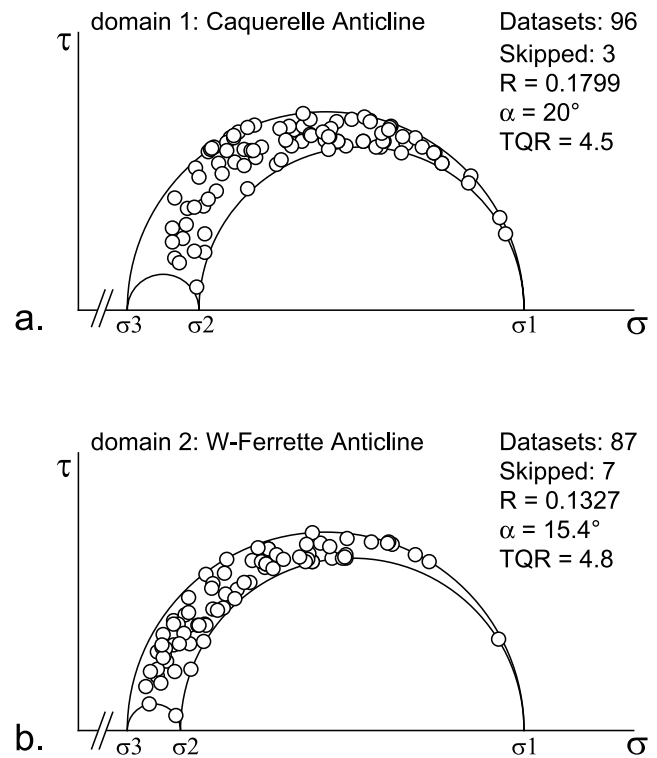 τ
domain 1: Caquerelle Anticline
Datasets: 96
Skipped: 3
R = 0.1799
α = 20°
TQR = 4.5
a.
σ3
σ2
σ1
σ
τ
domain 2: W-Ferrette Anticline
Datasets: 87
Skipped: 7
R = 0.1327
α = 15.4°
TQR = 4.8
b.
σ3
σ2
σ1
σ